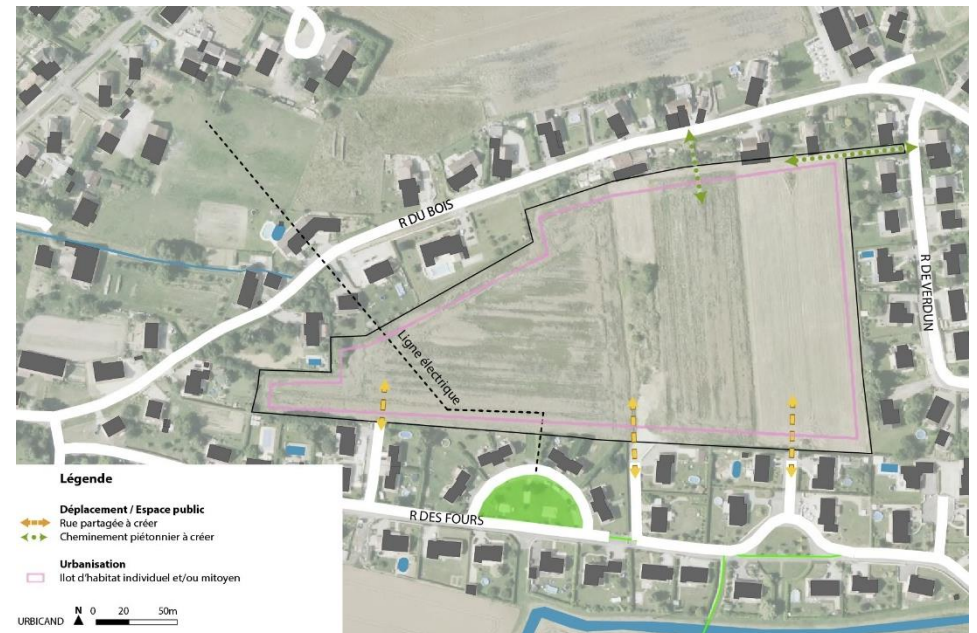 R DU BOIS
R DE VERDUN
Ligne électrique
R DES FOURS
Légende
Déplacement / Espace public
Rue partagée à créer
Cheminement piétonnier à créer
Urbanisation
Ilot d'habitat individuel et/ou mitoyen
URBICAND N 0 20 50m